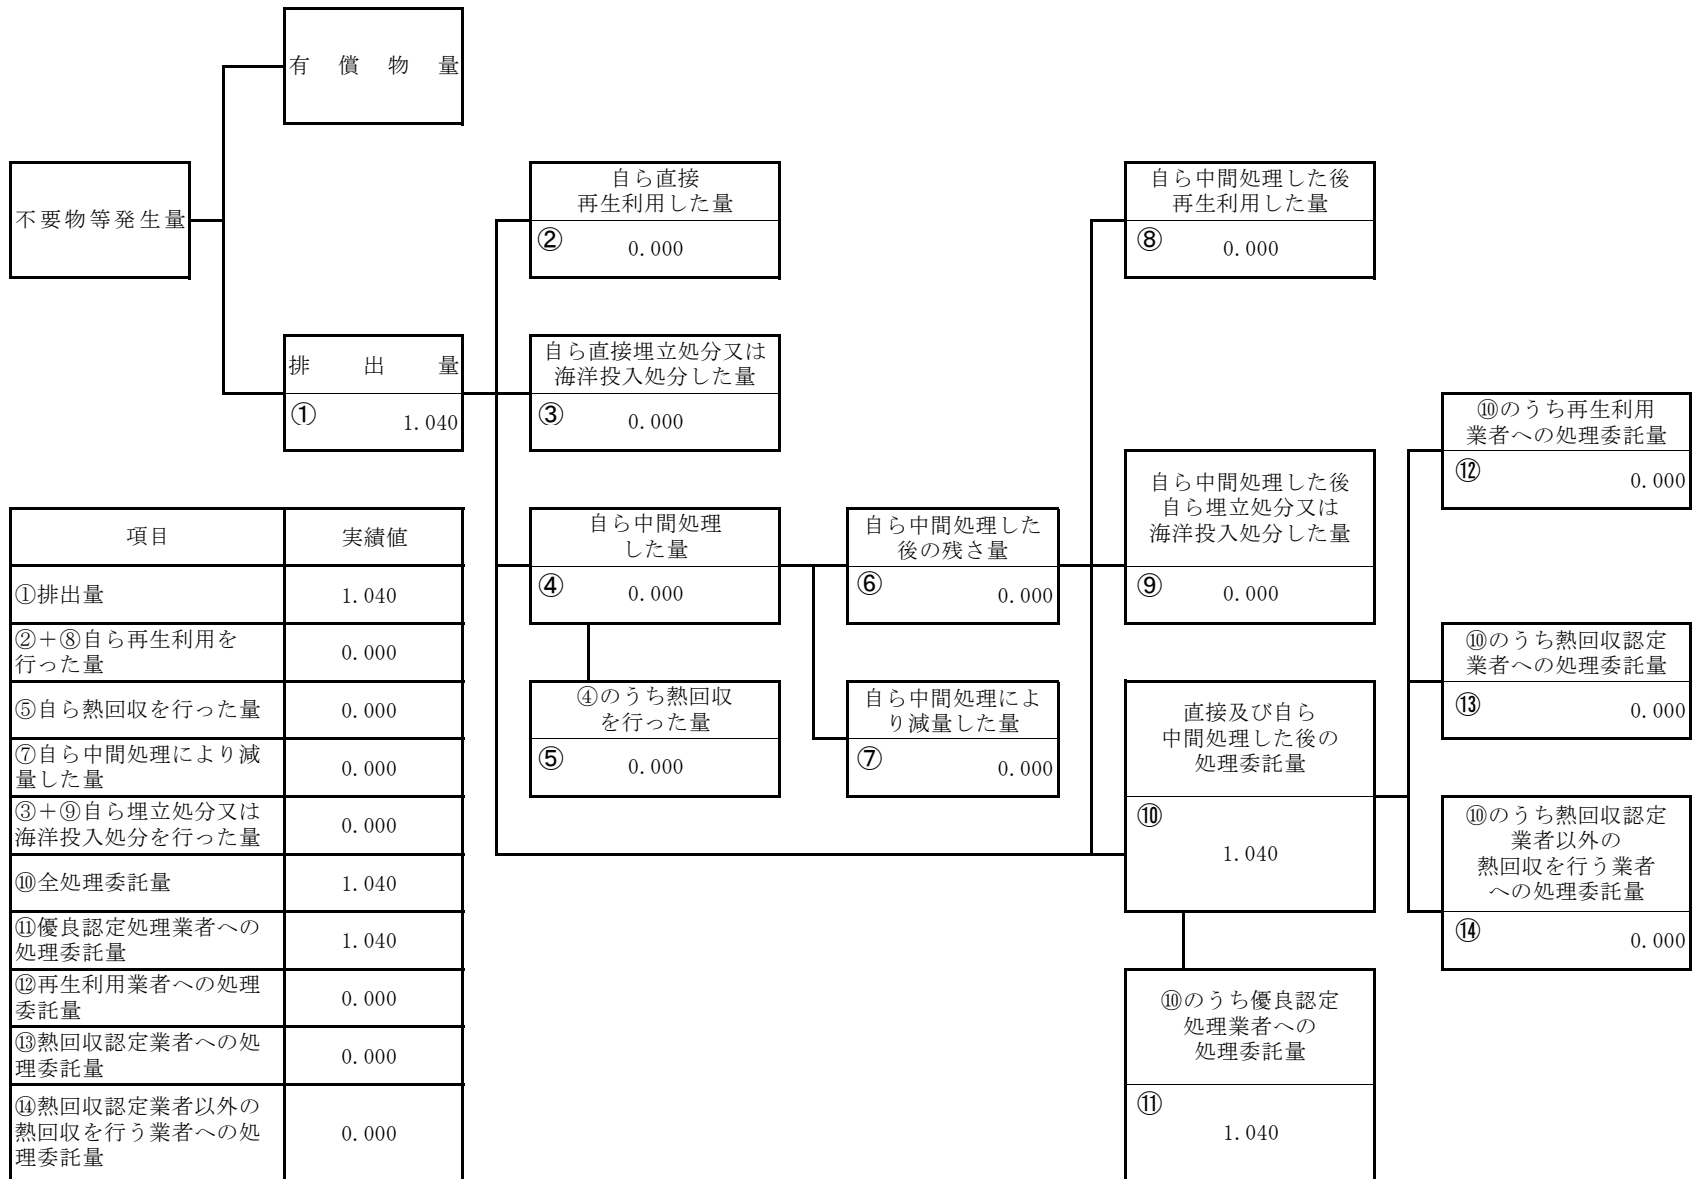 有償物量
不要物等発生量
排出量
① 1.040
自ら直接
再生利用した量
② 0.000
自ら直接埋立処分又は
海洋投入処分した量
③ 0.000
自ら中間処理
した量
④ 0.000
④のうち熱回収
を行った量
⑤ 0.000
自ら中間処理した
後の残さ量
⑥ 0.000
自ら中間処理によ
り減量した量
⑦ 0.000
自ら中間処理した後
再生利用した量
⑧ 0.000
自ら中間処理した後
自ら埋立処分又は
海洋投入処分した量
⑨ 0.000
直接及び自ら
中間処理した後の
処理委託量
⑩
1.040
⑩のうち優良認定
処理業者への
処理委託量
⑪
1.040
⑩のうち再生利用
業者への処理委託量
⑫ 0.000
⑩のうち熱回収認定
業者への処理委託量
⑬ 0.000
⑩のうち熱回収認定
業者以外の
熱回収を行う業者
への処理委託量
⑭ 0.000
項目 実績値
①排出量 1.040
②+⑧自ら再生利用を
行った量 0.000
⑤自ら熱回収を行った量 0.000
⑦自ら中間処理により減
量した量 0.000
③+⑨自ら埋立処分又は
海洋投入処分を行った量 0.000
⑩全処理委託量 1.040
⑪優良認定処理業者への
処理委託量 1.040
⑫再生利用業者への処理
委託量 0.000
⑬熱回収認定業者への処
理委託量 0.000
⑭熱回収認定業者以外の
熱回収を行う業者への処
理委託量 0.000